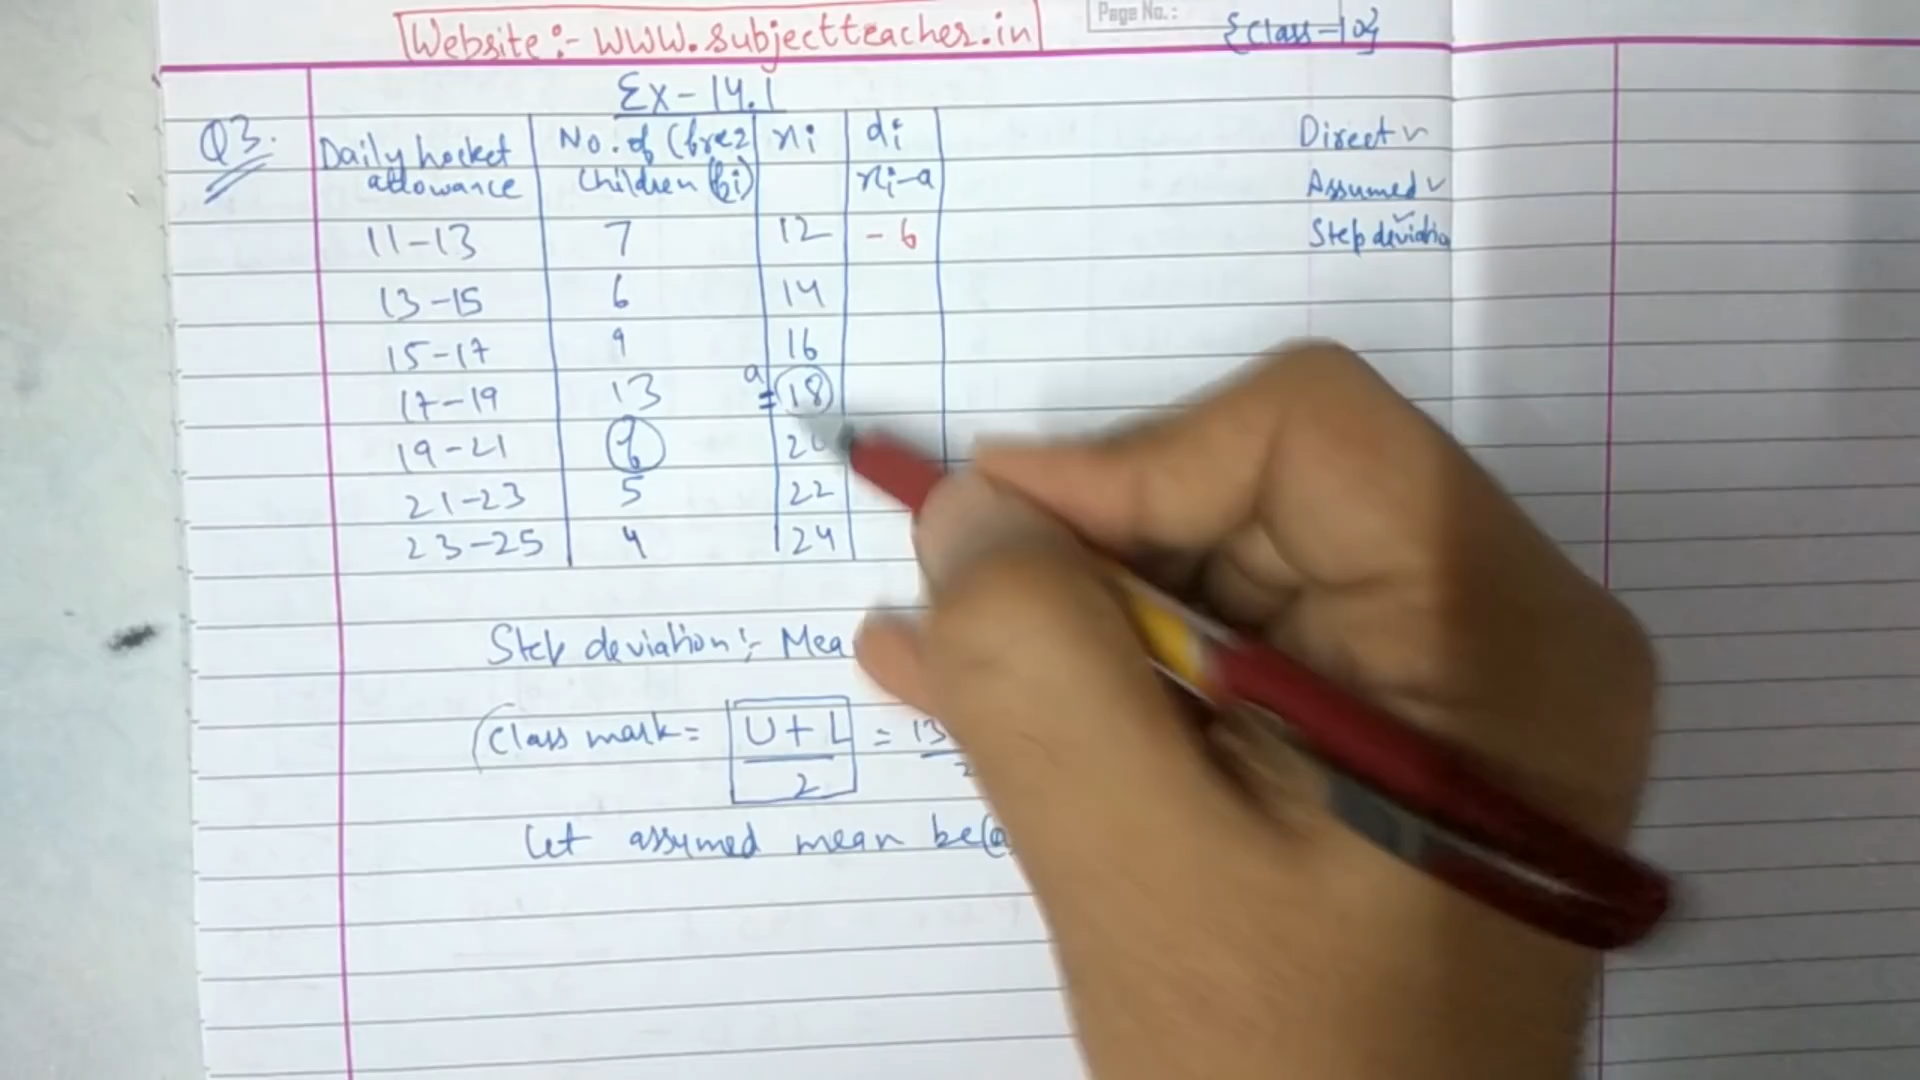 Website:- www.subjectteacher.in
Page No.:
{Class-10}
Ex-14.1
Q3.
Daily pocket allowance
No. of Children (fi)
xi
di
xi-a
11-13 7 12 -6
13-15 6 14
15-17 9 16
17-19 13 a= 18
19-21 f 20
21-23 5 22
23-25 4 24
Direct ✓
Assumed ✓
Step deviatio
Step deviation:- Mea
Class mark = U+L/2 = 13
2
Let assumed mean be(a